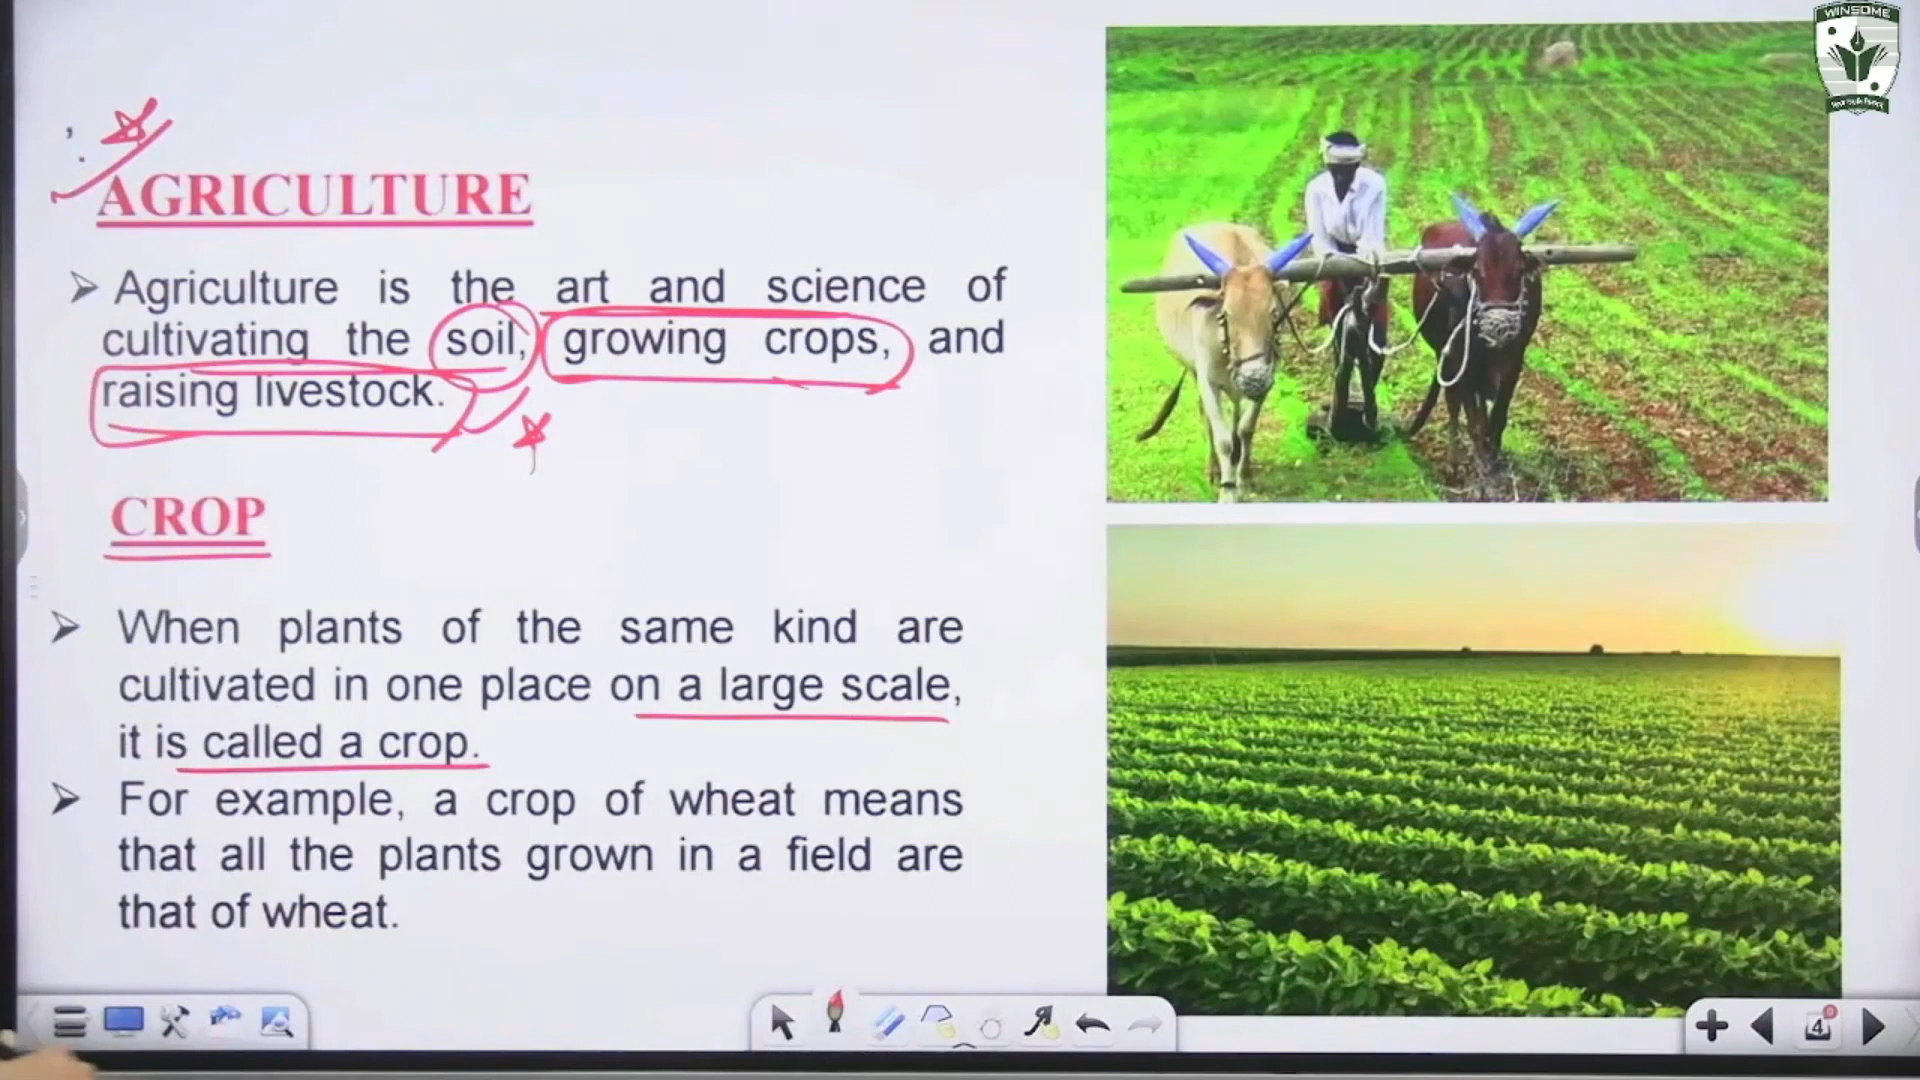 WINSOME
AGRICULTURE
➢ Agriculture is the art and science of
cultivating the soil, growing crops, and
raising livestock.
CROP
➢ When plants of the same kind are
cultivated in one place on a large scale,
it is called a crop.
➢ For example, a crop of wheat means
that all the plants grown in a field are
that of wheat.
4